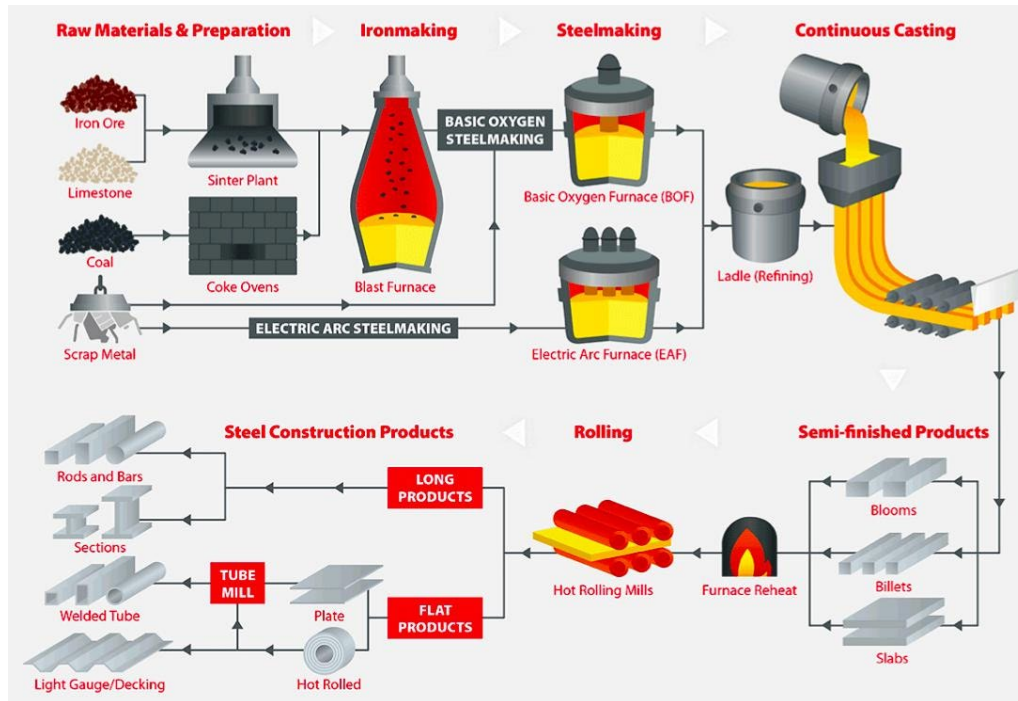 Raw Materials & Preparation
Ironmaking
Steelmaking
Continuous Casting
Iron Ore
Limestone
Sinter Plant
Coal
Coke Ovens
Scrap Metal
Blast Furnace
BASIC OXYGEN
STEELMAKING
Basic Oxygen Furnace (BOF)
ELECTRIC ARC STEELMAKING
Electric Arc Furnace (EAF)
Ladle (Refining)
Steel Construction Products
Rolling
Semi-finished Products
Rods and Bars
Sections
LONG
PRODUCTS
Welded Tube
TUBE
MILL
Plate
FLAT
PRODUCTS
Light Gauge/Decking
Hot Rolled
Hot Rolling Mills
Furnace Reheat
Blooms
Billets
Slabs